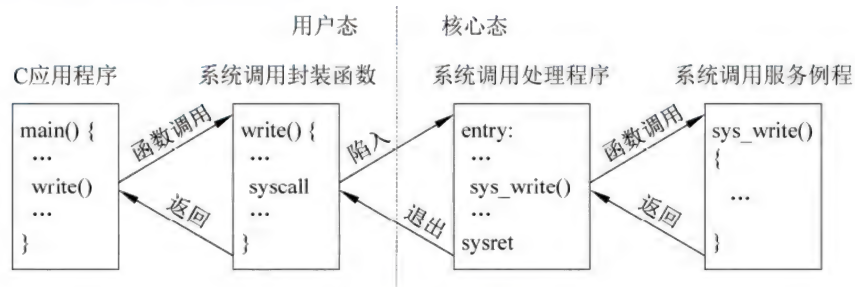 用户态 核心态
C应用程序 系统调用封装函数 系统调用处理程序 系统调用服务例程
main() {
...
write()
...
}
函数调用
返回
write() {
...
syscall
...
}
陷入
退出
entry:
...
sys_write()
...
sysret
函数调用
返回
sys_write()
{
...
}